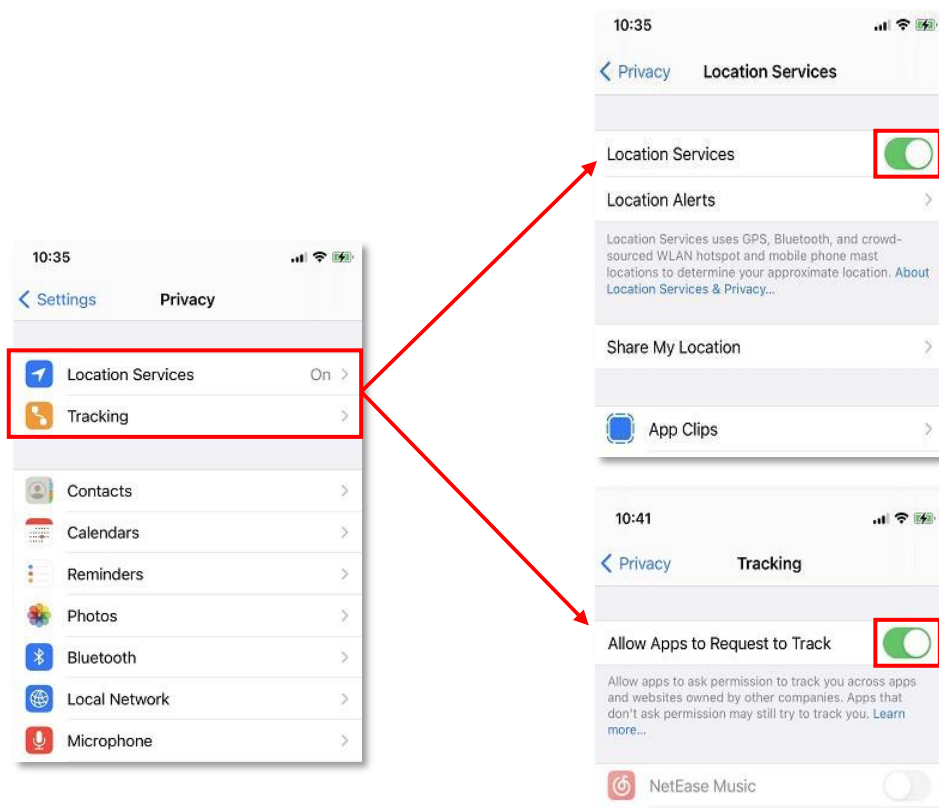 10:35
Settings
Privacy
Location Services
On
Tracking
Contacts
Calendars
Reminders
Photos
Bluetooth
Local Network
Microphone
10:35
Privacy
Location Services
Location Services
Location Alerts
Location Services uses GPS, Bluetooth, and crowd-
sourced WLAN hotspot and mobile phone mast
locations to determine your approximate location. About
Location Services & Privacy...
Share My Location
App Clips
10:41
Privacy
Tracking
Allow Apps to Request to Track
Allow apps to ask permission to track you across apps
and websites owned by other companies. Apps that
don't ask permission may still try to track you. Learn
more...
NetEase Music